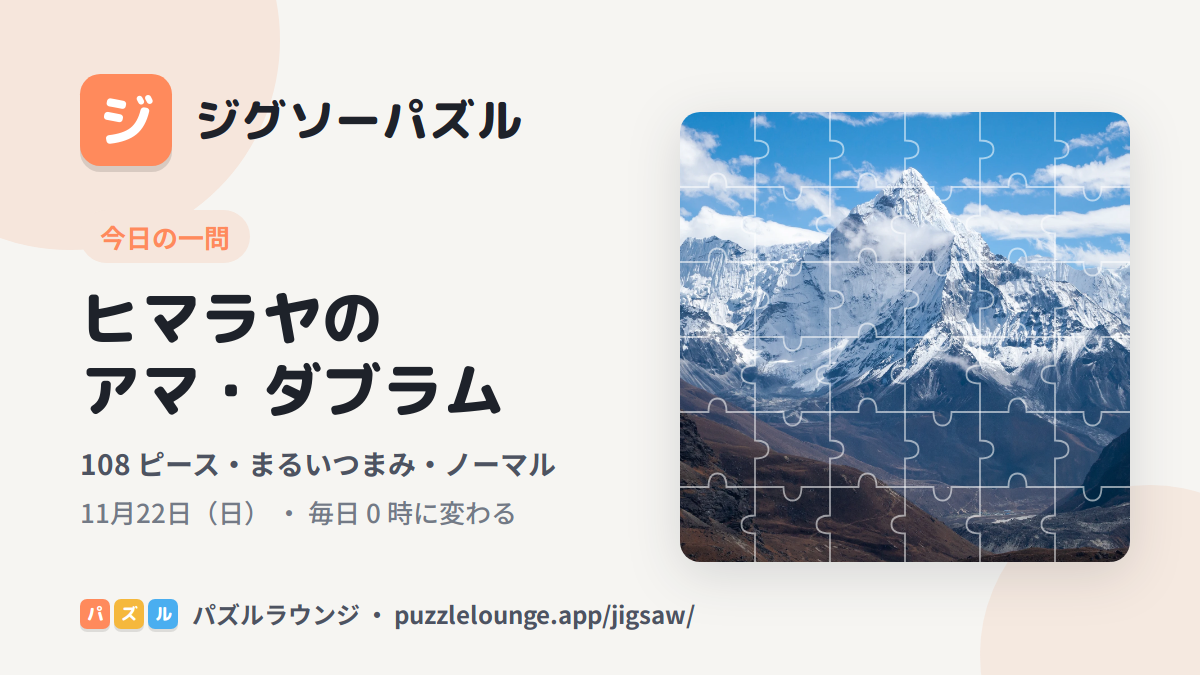 ジ ジグソーパズル
今日の一問
ヒマラヤの
アマ・ダブラム
108 ピース・まるいつまみ・ノーマル
11月22日（日） ・ 毎日 0 時に変わる
パズル パズルラウンジ ・ puzzlelounge.app/jigsaw/